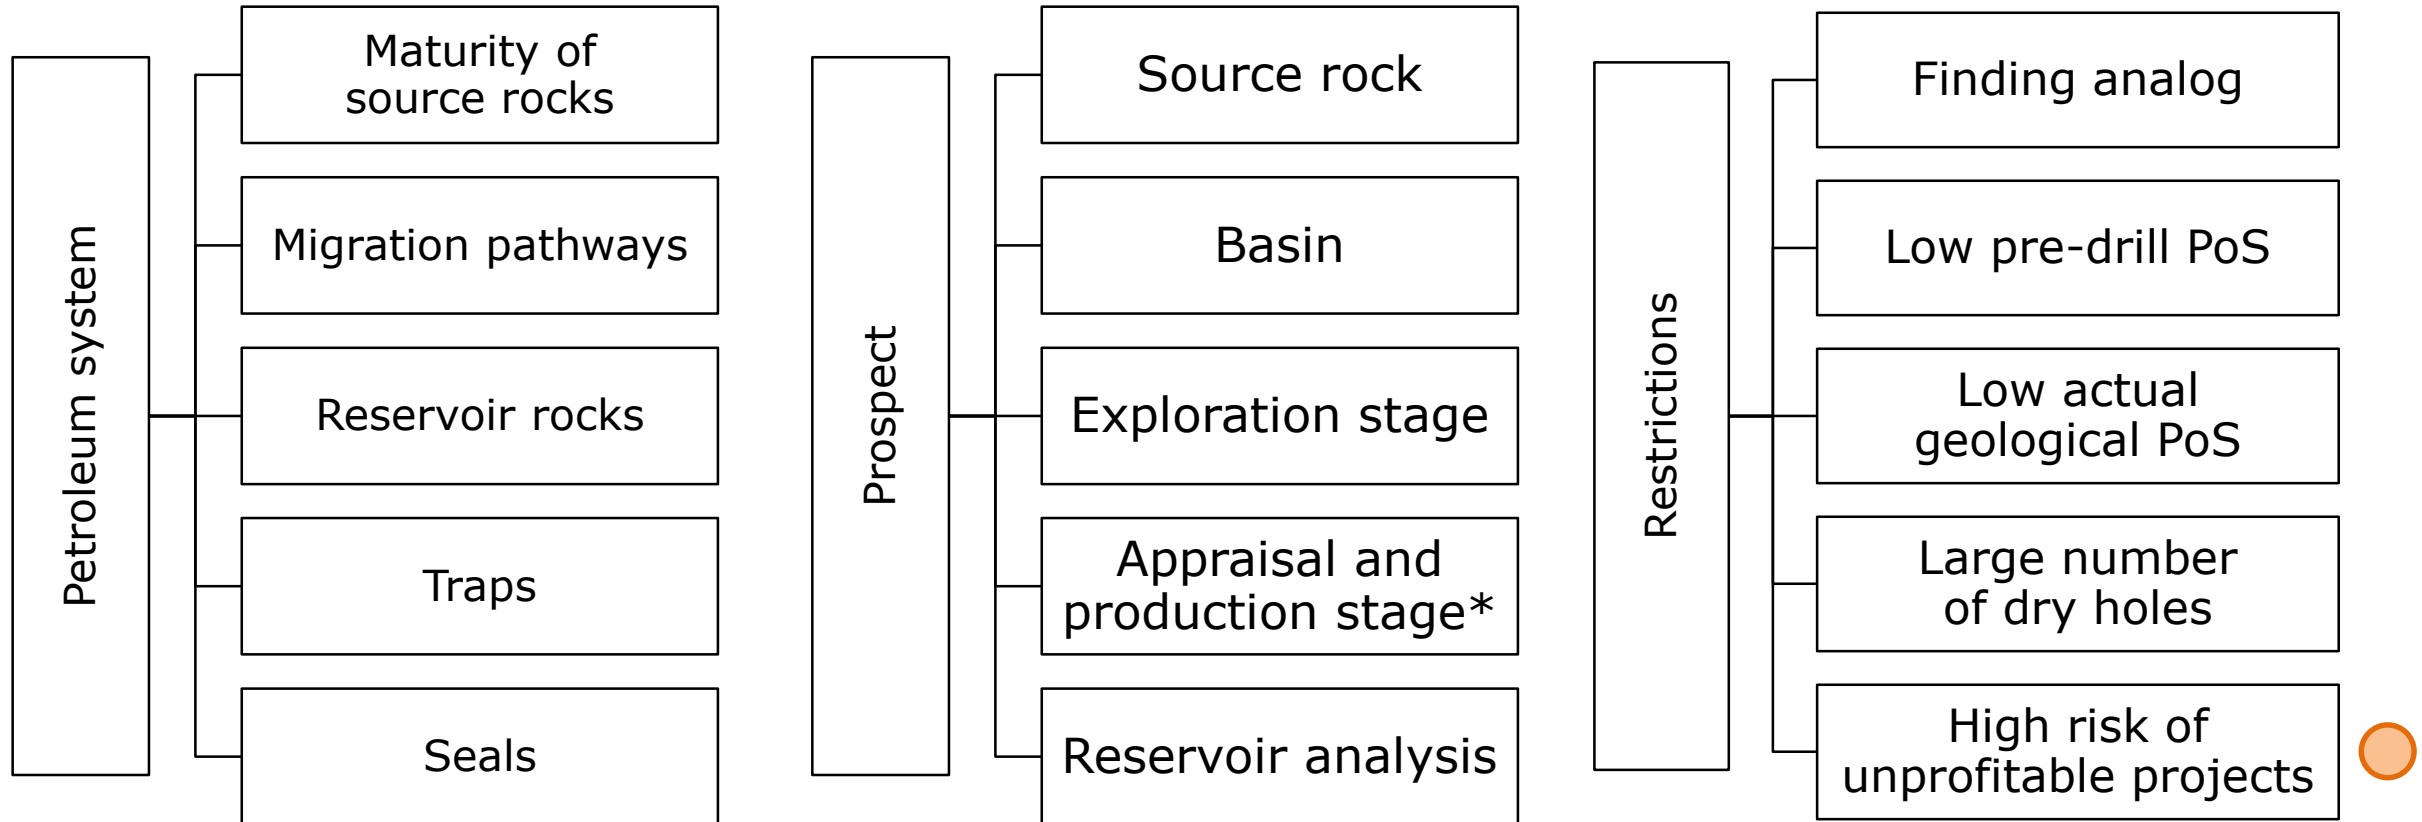 Petroleum system
Maturity of
source rocks
Migration pathways
Reservoir rocks
Traps
Seals
Prospect
Source rock
Basin
Exploration stage
Appraisal and
production stage*
Reservoir analysis
Restrictions
Finding analog
Low pre-drill PoS
Low actual
geological PoS
Large number
of dry holes
High risk of
unprofitable projects